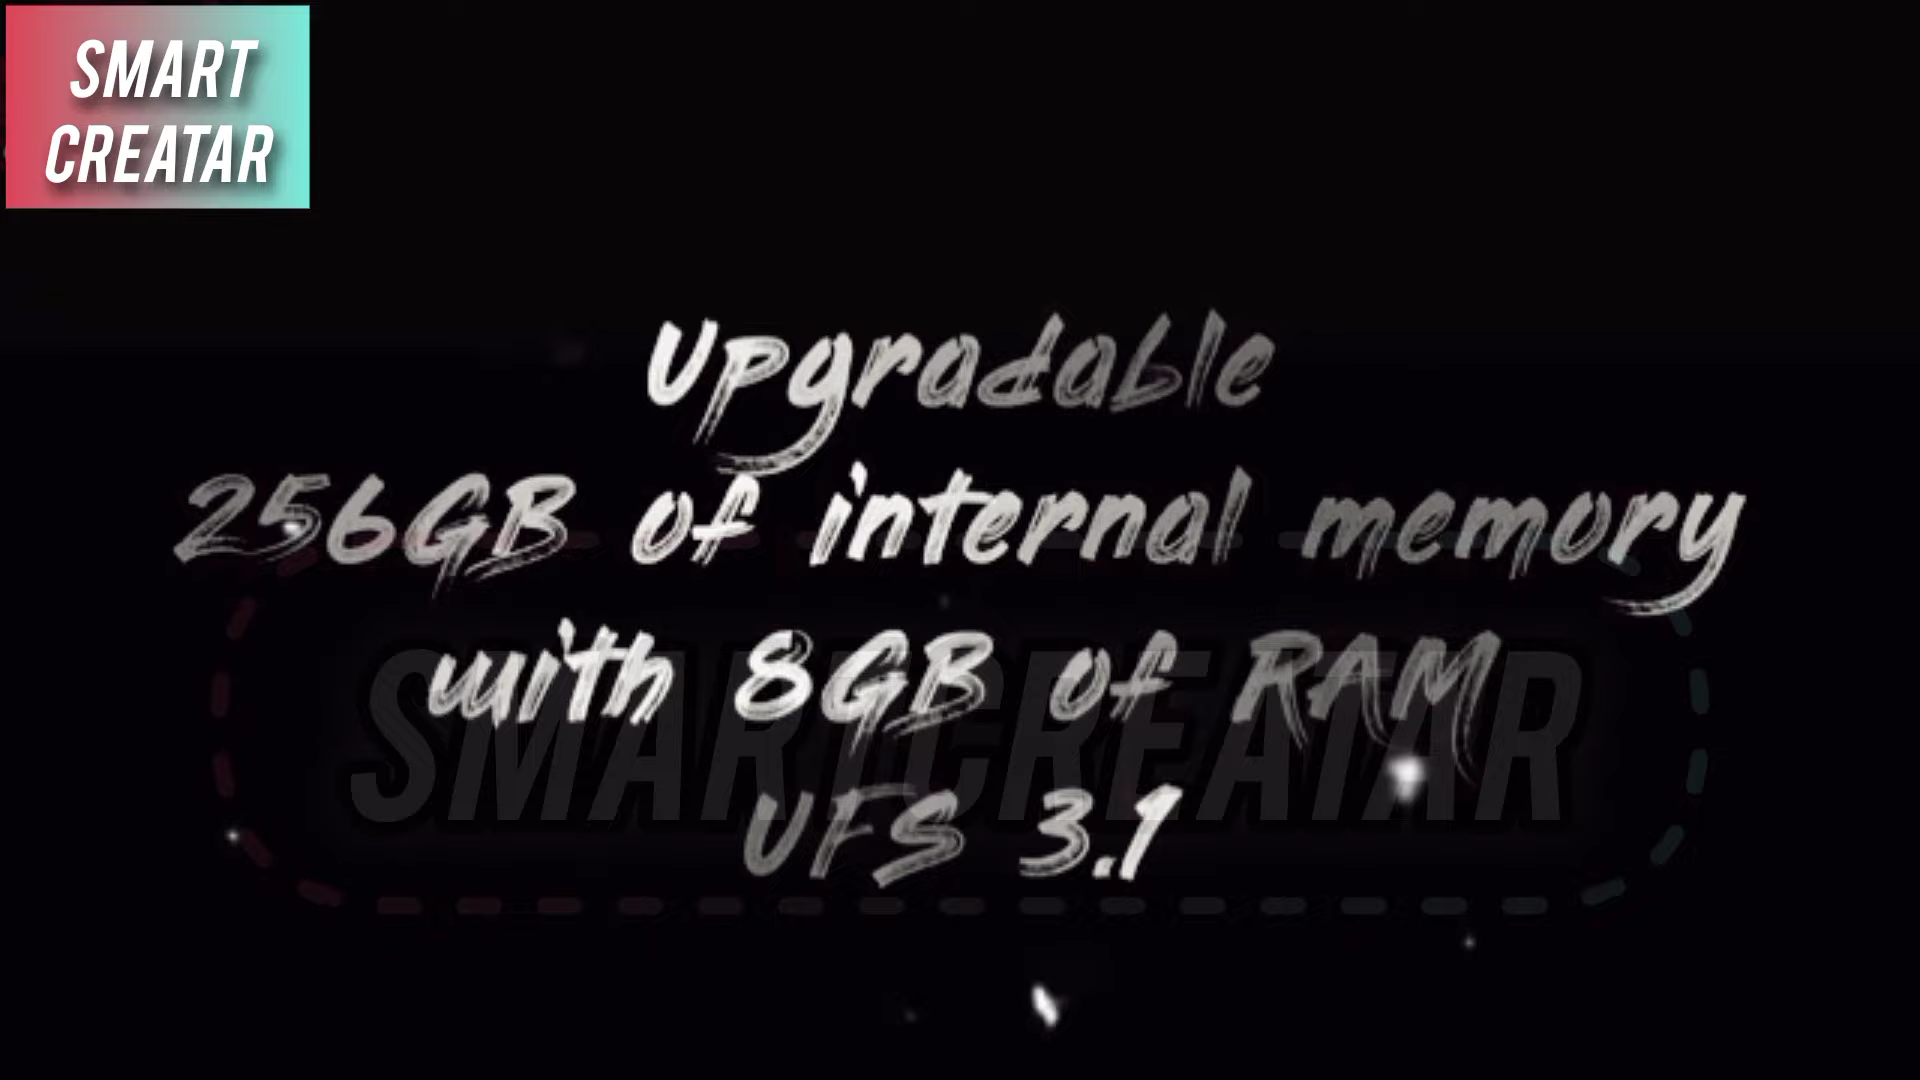 SMART
CREATAR
Upgradable
256GB of internal memory
with 8GB of RAM
SMARTCREATAR
UFS 3.1